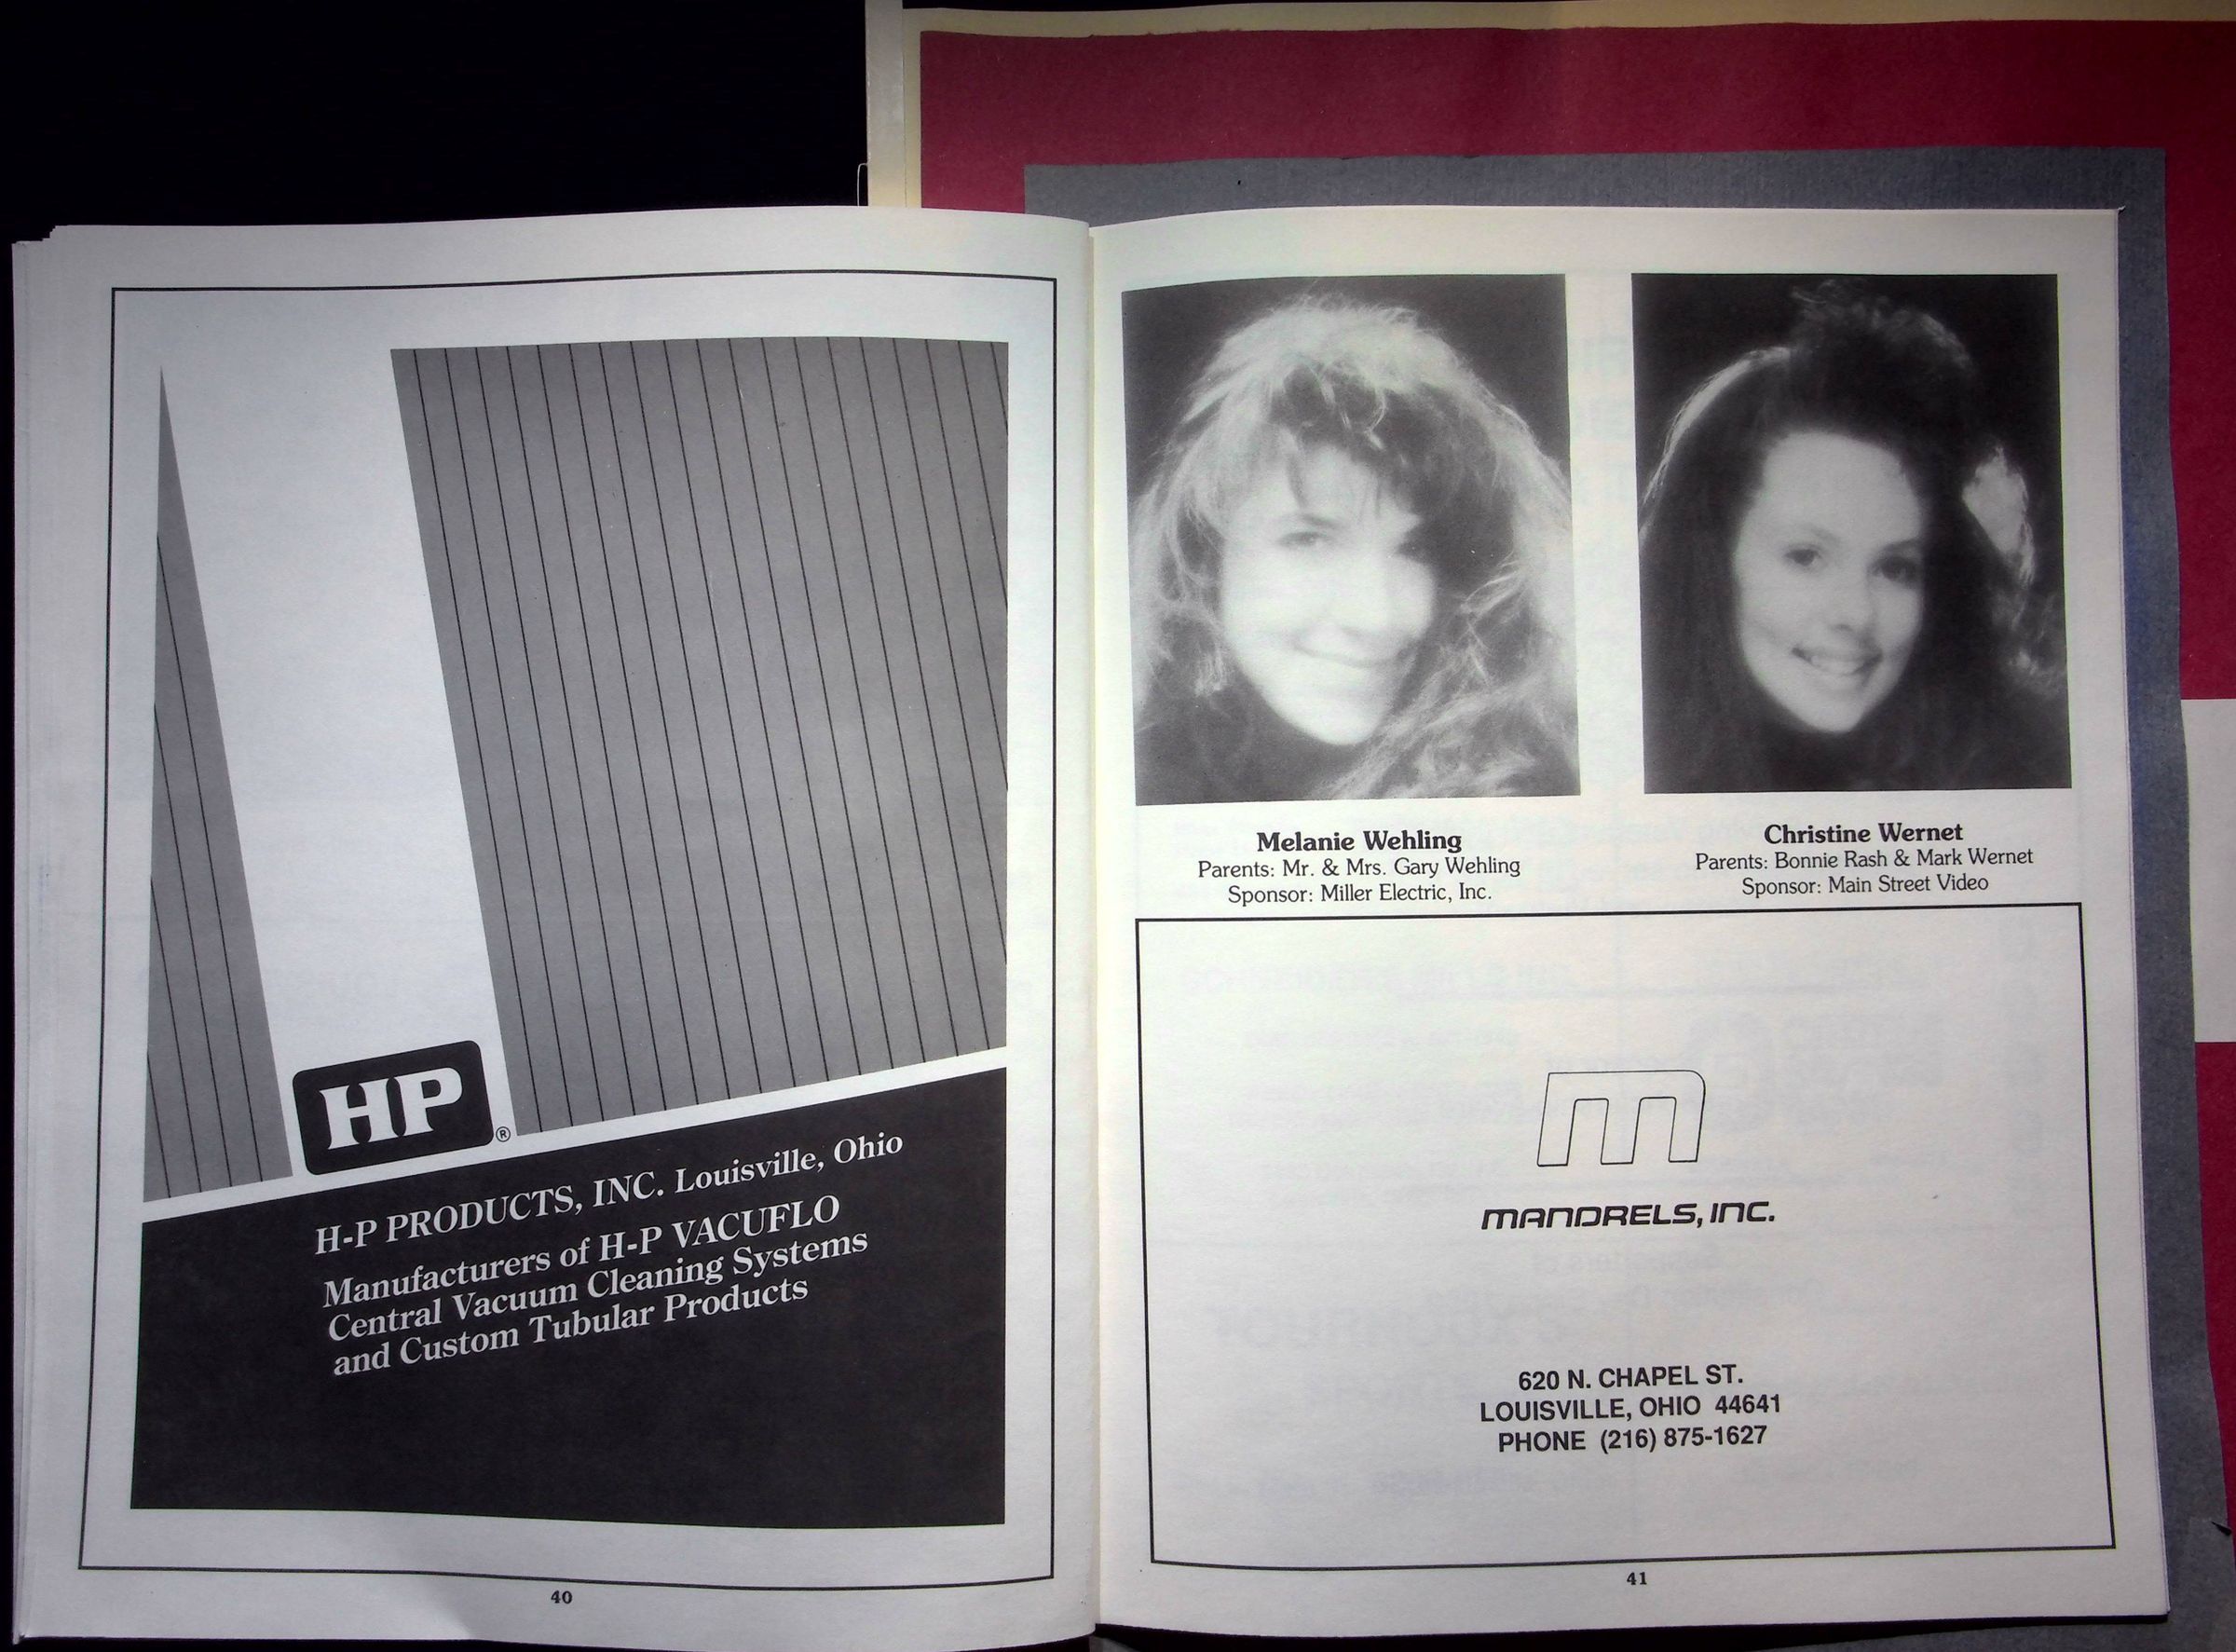 HP®
H-P PRODUCTS, INC. Louisville, Ohio
Manufacturers of H-P VACUFLO
Central Vacuum Cleaning Systems
and Custom Tubular Products
40
Melanie Wehling
Parents: Mr. & Mrs. Gary Wehling
Sponsor: Miller Electric, Inc.
Christine Wernet
Parents: Bonnie Rash & Mark Wernet
Sponsor: Main Street Video
m
MANDRELS, INC.
620 N. CHAPEL ST.
LOUISVILLE, OHIO 44641
PHONE (216) 875-1627
41